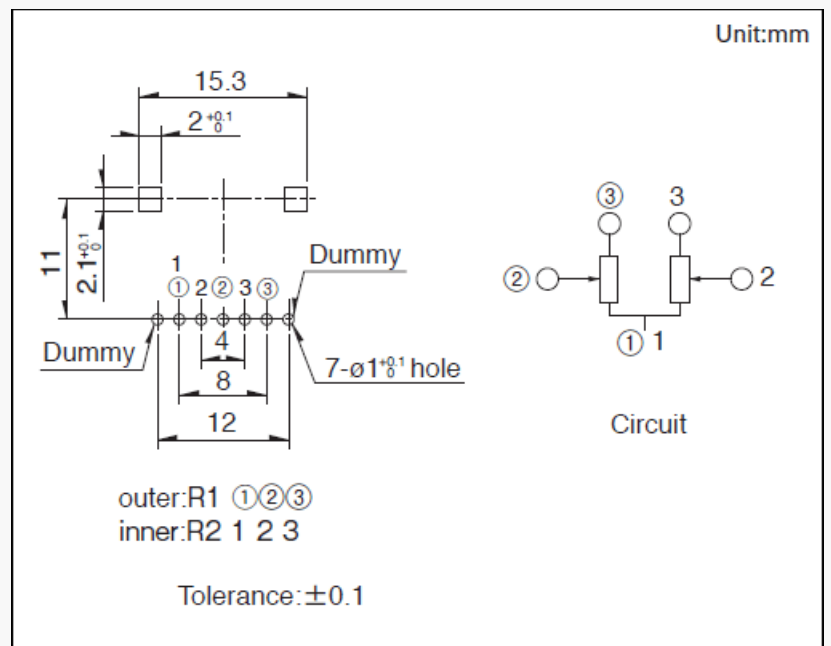 Unit:mm
15.3
2 +0.1 0
11
2.1 +0.1 0
③ 3
② 2
① 1
Circuit
Dummy
1
① 2 ② 3 ③
Dummy
4
7-ø1 +0.1 0 hole
8
12
outer:R1 ①②③
inner:R2 1 2 3
Tolerance:±0.1